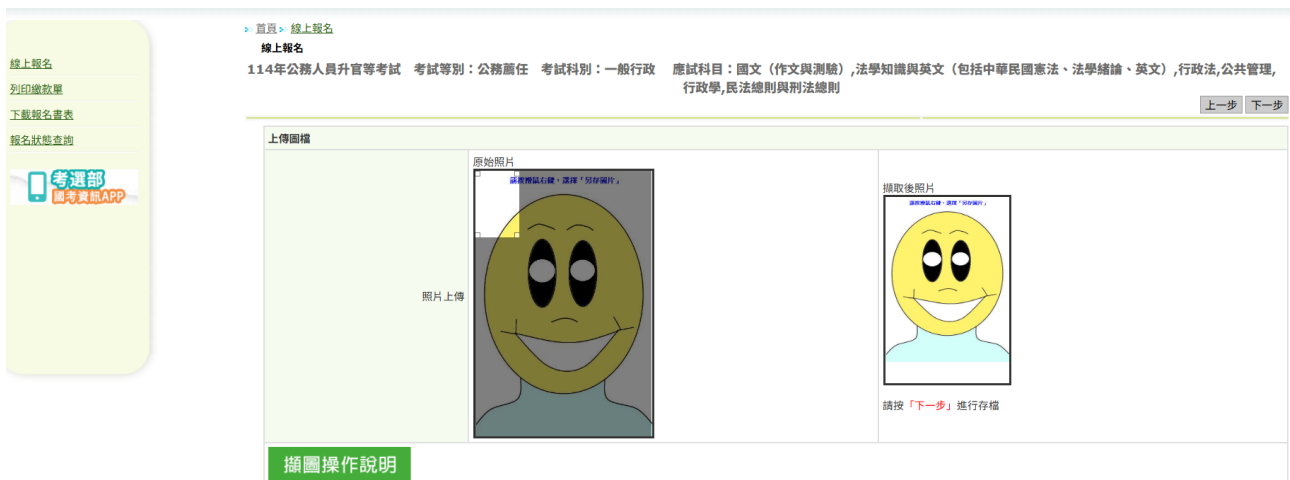 首頁 線上報名
線上報名
114年公務人員升官等考試 考試等別：公務薦任 考試科別：一般行政 應試科目：國文（作文與測驗）,法學知識與英文（包括中華民國憲法、法學緒論、英文）,行政法,公共管理,
行政學,民法總則與刑法總則
上一步 下一步
線上報名
列印繳款單
下載報名書表
報名狀態查詢
考選部
國考資訊APP
上傳圖檔
照片上傳
原始照片
請按滑鼠右鍵，選擇「另存圖片」
擷取後照片
請按滑鼠右鍵，選擇「另存圖片」
請按「下一步」進行存檔
擷圖操作說明